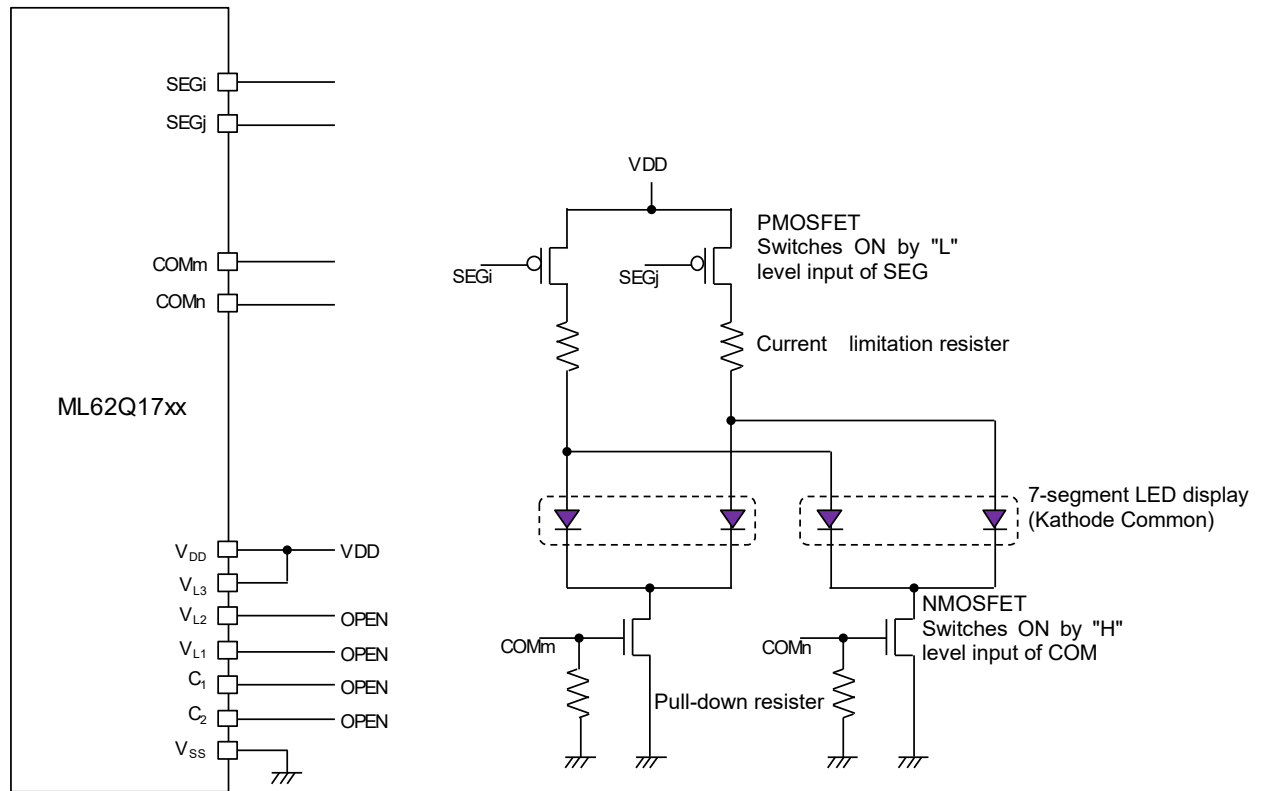 SEGi
SEGj
COMm
COMn
ML62Q17xx
VDD
VDD
VL3
VL2
OPEN
VL1
OPEN
C1
OPEN
C2
OPEN
VSS
VDD
PMOSFET
Switches ON by "L"
level input of SEG
SEGi
SEGj
Current limitation resister
7-segment LED display
(Kathode Common)
NMOSFET
Switches ON by "H"
level input of COM
COMm
COMn
Pull-down resister